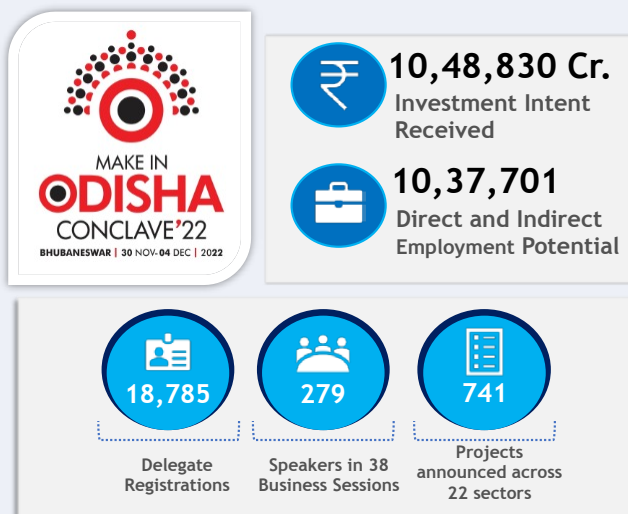 MAKE IN
ODISHA
CONCLAVE'22
BHUBANESWAR | 30 NOV-04 DEC | 2022
₹
10,48,830 Cr.
Investment Intent
Received
10,37,701
Direct and Indirect
Employment Potential
18,785
279
741
Delegate
Registrations
Speakers in 38
Business Sessions
Projects
announced across
22 sectors